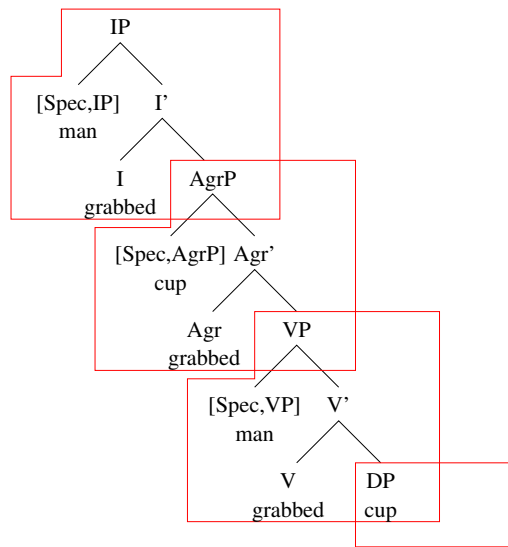 IP
[Spec,IP] I'
man
I AgrP
grabbed
[Spec,AgrP] Agr'
cup
Agr VP
grabbed
[Spec,VP] V'
man
V DP
grabbed cup